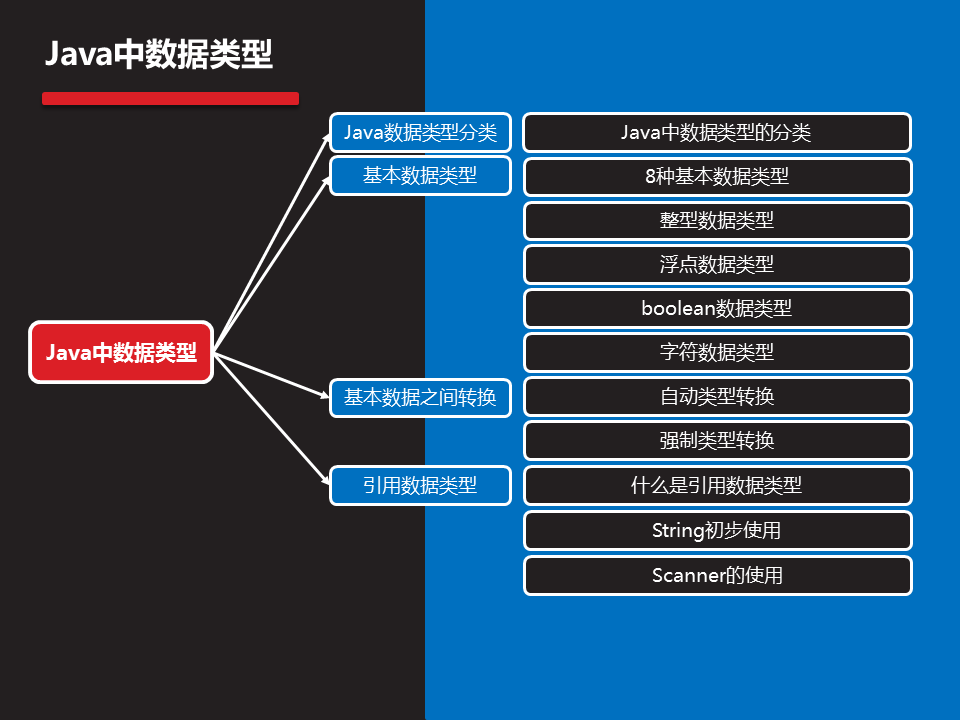 Java中数据类型
Java数据类型分类
Java中数据类型的分类
基本数据类型
8种基本数据类型
整型数据类型
浮点数据类型
boolean数据类型
字符数据类型
Java中数据类型
基本数据之间转换
自动类型转换
强制类型转换
引用数据类型
什么是引用数据类型
String初步使用
Scanner的使用